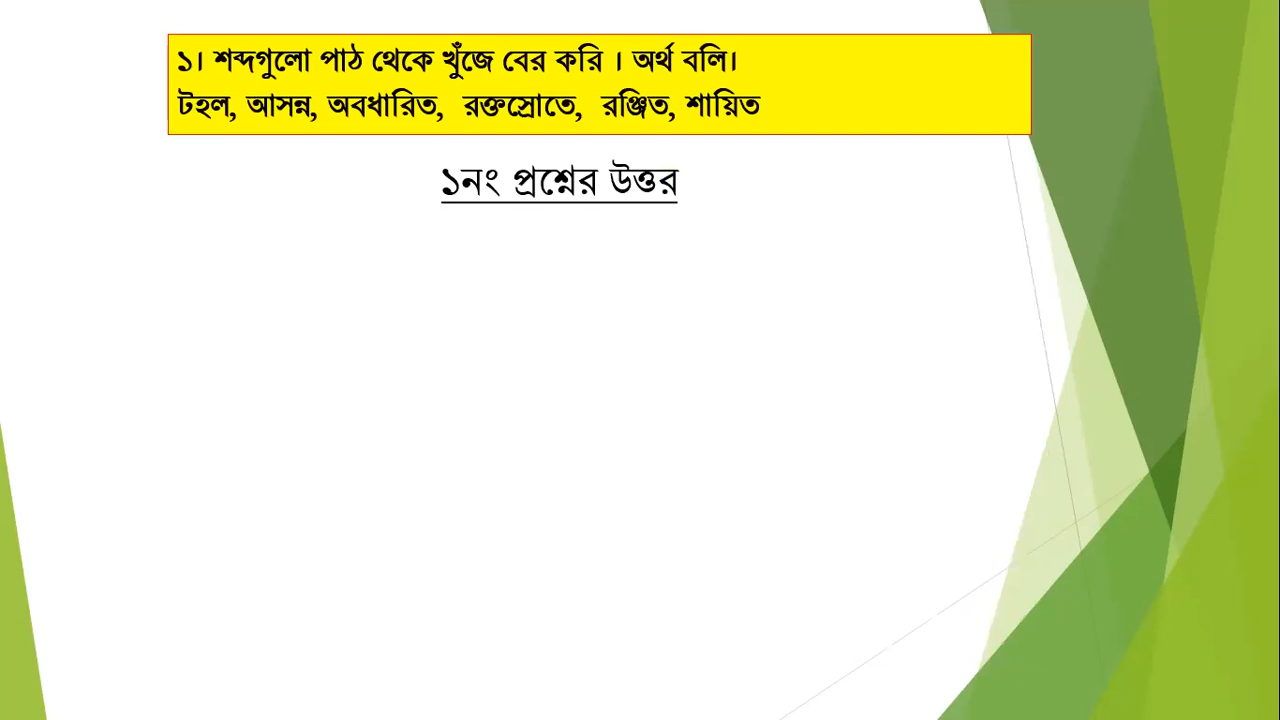 ১। শব্দগুলো পাঠ থেকে খুঁজে বের করি । অর্থ বলি।
টহল, আসন্ন, অবধারিত, রক্তস্রোতে, রঞ্জিত, শায়িত
১নং প্রশ্নের উত্তর